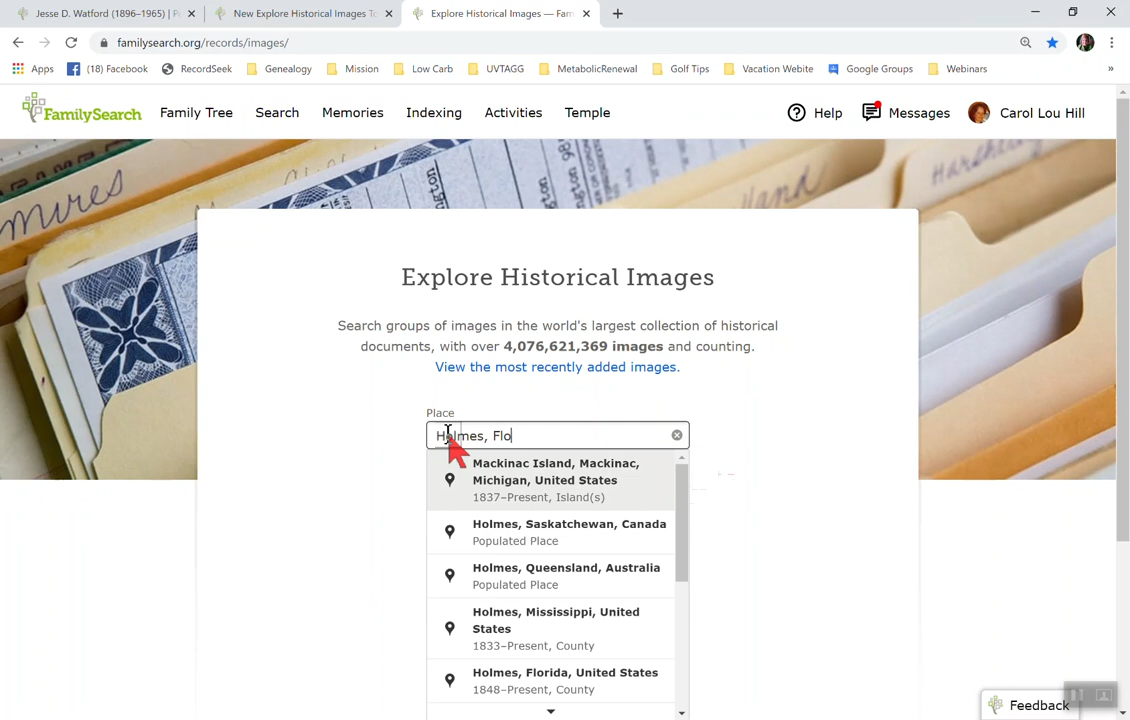 Jesse D. Watford (1896–1965) | P
New Explore Historical Images To
Explore Historical Images — Fam
familysearch.org/records/images/
Apps
(18) Facebook
RecordSeek
Genealogy
Mission
Low Carb
UVTAGG
MetabolicRenewal
Golf Tips
Vacation Webite
Google Groups
Webinars
»
FamilySearch
Family Tree
Search
Memories
Indexing
Activities
Temple
Help
Messages
Carol Lou Hill
mores
Hand
Explore Historical Images
Search groups of images in the world's largest collection of historical
documents, with over 4,076,621,369 images and counting.
View the most recently added images.
Place
Holmes, Flo
Mackinac Island, Mackinac,
Michigan, United States
1837–Present, Island(s)
Holmes, Saskatchewan, Canada
Populated Place
Holmes, Queensland, Australia
Populated Place
Holmes, Mississippi, United
States
1833–Present, County
Holmes, Florida, United States
1848–Present, County
Feedback